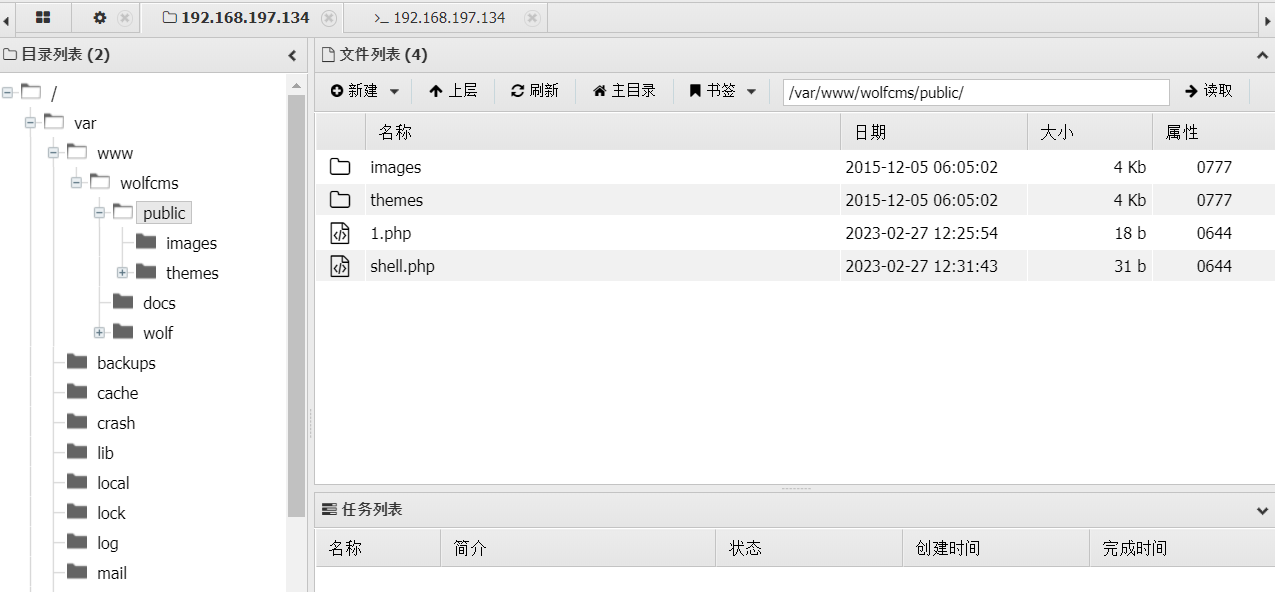 192.168.197.134
>_ 192.168.197.134
目录列表 (2)
/
var
www
wolfcms
public
images
themes
docs
wolf
backups
cache
crash
lib
local
lock
log
mail
文件列表 (4)
新建 上层 刷新 主目录 书签 /var/www/wolfcms/public/ 读取
名称 日期 大小 属性
images 2015-12-05 06:05:02 4 Kb 0777
themes 2015-12-05 06:05:02 4 Kb 0777
1.php 2023-02-27 12:25:54 18 b 0644
shell.php 2023-02-27 12:31:43 31 b 0644
任务列表
名称 简介 状态 创建时间 完成时间